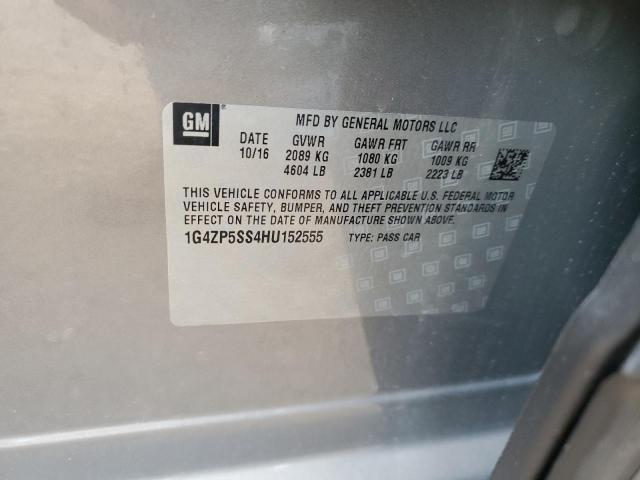 GM
MFD BY GENERAL MOTORS LLC
DATE GVWR GAWR FRT GAWR RR
10/16 2089 KG 1080 KG 1009 KG
4604 LB 2381 LB 2223 LB
THIS VEHICLE CONFORMS TO ALL APPLICABLE U.S. FEDERAL MOTOR
VEHICLE SAFETY, BUMPER, AND THEFT PREVENTION STANDARDS IN
EFFECT ON THE DATE OF MANUFACTURE SHOWN ABOVE.
1G4ZP5SS4HU152555 TYPE: PASS CAR